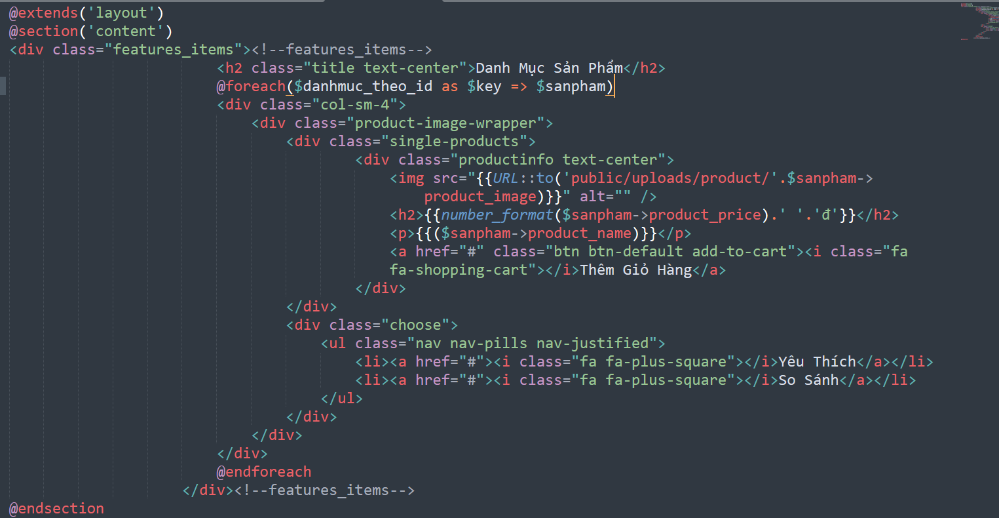 @extends('layout')
@section('content')
<div class="features_items"><!--features_items-->
<h2 class="title text-center">Danh Mục Sản Phẩm</h2>
@foreach($danhmuc_theo_id as $key => $sanpham)
<div class="col-sm-4">
<div class="product-image-wrapper">
<div class="single-products">
<div class="productinfo text-center">
<img src="{{URL::to('public/uploads/product/'.$sanpham->
product_image)}}" alt="" />
<h2>{{number_format($sanpham->product_price).' '.'đ'}}</h2>
<p>{{($sanpham->product_name)}}</p>
<a href="#" class="btn btn-default add-to-cart"><i class="fa
fa-shopping-cart"></i>Thêm Giỏ Hàng</a>
</div>
</div>
<div class="choose">
<ul class="nav nav-pills nav-justified">
<li><a href="#"><i class="fa fa-plus-square"></i>Yêu Thích</a></li>
<li><a href="#"><i class="fa fa-plus-square"></i>So Sánh</a></li>
</ul>
</div>
</div>
</div>
@endforeach
</div><!--features_items-->
@endsection